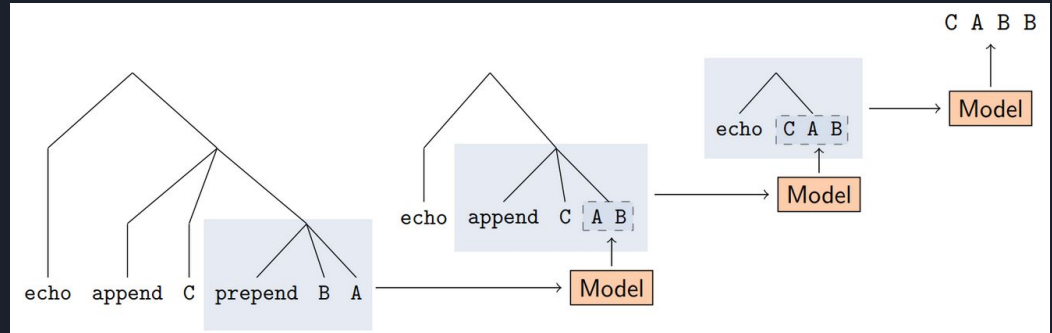 C A B B
Model
echo C A B
Model
echo append C A B
Model
echo append C prepend B A